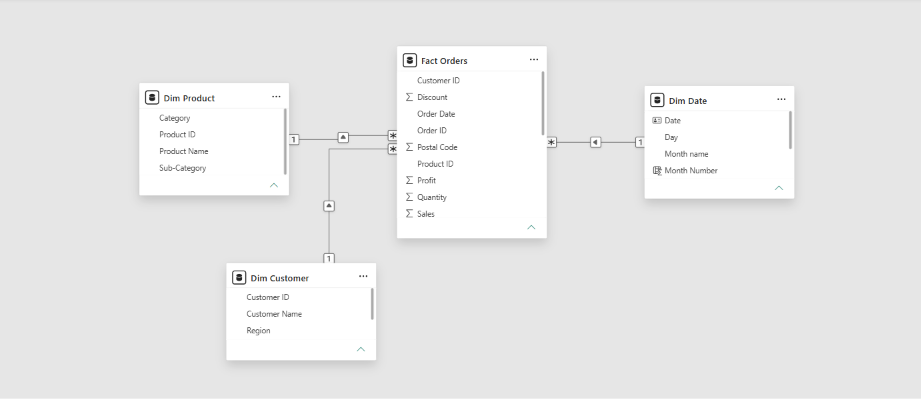 Dim Product
...
Category
Product ID
Product Name
Sub-Category
1
*
Fact Orders
...
Customer ID
Σ Discount
Order Date
Order ID
Σ Postal Code
Product ID
Σ Profit
Σ Quantity
Σ Sales
*
*
1
Dim Date
...
Date
Day
Month name
Month Number
1
Dim Customer
...
Customer ID
Customer Name
Region